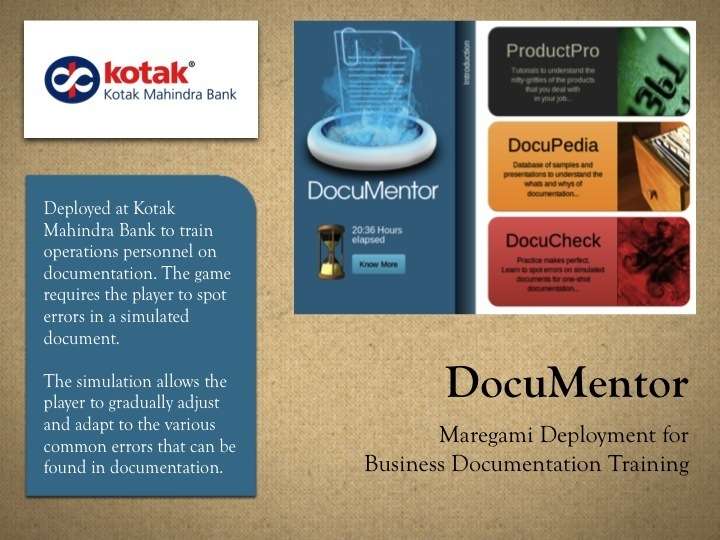 kotak®
Kotak Mahindra Bank
Deployed at Kotak
Mahindra Bank to train
operations personnel on
documentation. The game
requires the player to spot
errors in a simulated
document.
The simulation allows the
player to gradually adjust
and adapt to the various
common errors that can be
found in documentation.
DocuMentor
20:36 Hours
elapsed
Know More
Introduction
ProductPro
Tutorials to understand the
nitty-gritties of the products
that you deal with
in your job...
361
DocuPedia
Database of samples and
presentations to understand the
whats and whys of
documentation...
DocuCheck
Practice makes perfect.
Learn to spot errors on simulated
documents for one-shot
documentation...
DocuMentor
Maregami Deployment for
Business Documentation Training